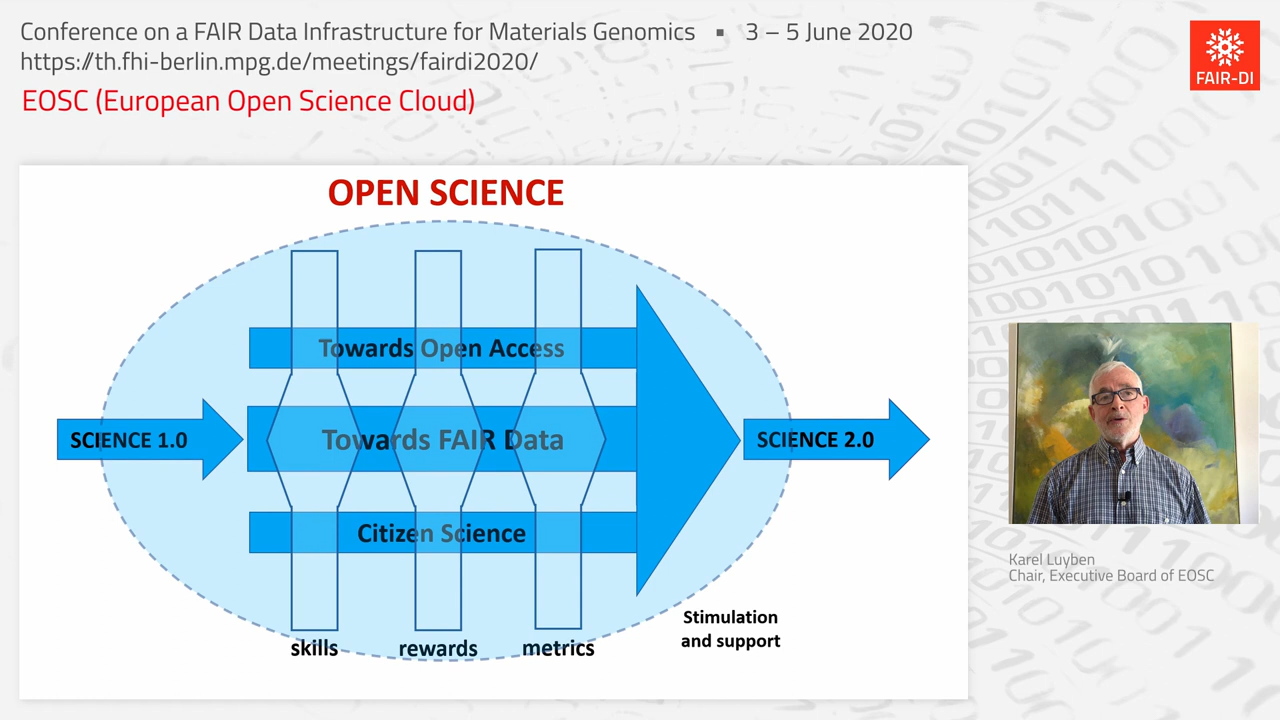 Conference on a FAIR Data Infrastructure for Materials Genomics ▪ 3 – 5 June 2020
https://th.fhi-berlin.mpg.de/meetings/fairdi2020/
EOSC (European Open Science Cloud)
FAIR-DI
OPEN SCIENCE
Towards Open Access
SCIENCE 1.0
Towards FAIR Data
SCIENCE 2.0
Citizen Science
skills
rewards
metrics
Stimulation
and support
Karel Luyben
Chair, Executive Board of EOSC